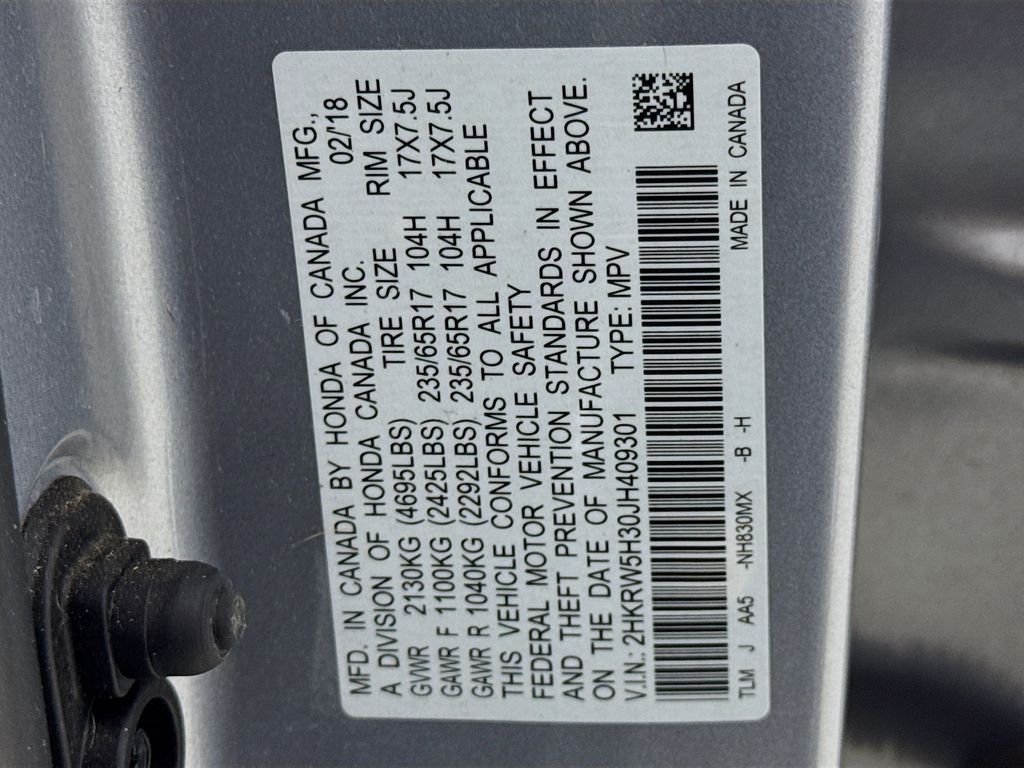 MFD. IN CANADA BY HONDA OF CANADA MFG.,
A DIVISION OF HONDA CANADA INC. 02/'18
GVWR 2130KG (4695LBS) TIRE SIZE RIM SIZE
GAWR F 1100KG (2425LBS) 235/65R17 104H 17X7.5J
GAWR R 1040KG (2292LBS) 235/65R17 104H 17X7.5J
THIS VEHICLE CONFORMS TO ALL APPLICABLE
FEDERAL MOTOR VEHICLE SAFETY
AND THEFT PREVENTION STANDARDS IN EFFECT
ON THE DATE OF MANUFACTURE SHOWN ABOVE.
V.I.N.: 2HKRW5H30JH409301 TYPE: MPV
TLM J AA5 -NH830MX -B -H MADE IN CANADA